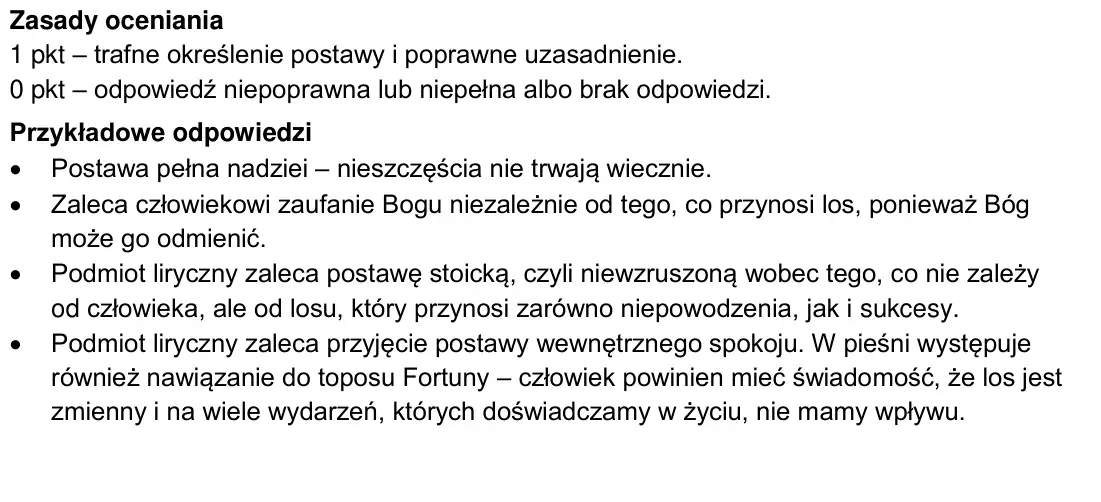 Zasady oceniania
1 pkt – trafne określenie postawy i poprawne uzasadnienie.
0 pkt – odpowiedź niepoprawna lub niepełna albo brak odpowiedzi.
Przykładowe odpowiedzi
• Postawa pełna nadziei – nieszczęścia nie trwają wiecznie.
• Zaleca człowiekowi zaufanie Bogu niezależnie od tego, co przynosi los, ponieważ Bóg
może go odmienić.
• Podmiot liryczny zaleca postawę stoicką, czyli niewzruszoną wobec tego, co nie zależy
od człowieka, ale od losu, który przynosi zarówno niepowodzenia, jak i sukcesy.
• Podmiot liryczny zaleca przyjęcie postawy wewnętrznego spokoju. W pieśni występuje
również nawiązanie do toposu Fortuny – człowiek powinien mieć świadomość, że los jest
zmienny i na wiele wydarzeń, których doświadczamy w życiu, nie mamy wpływu.